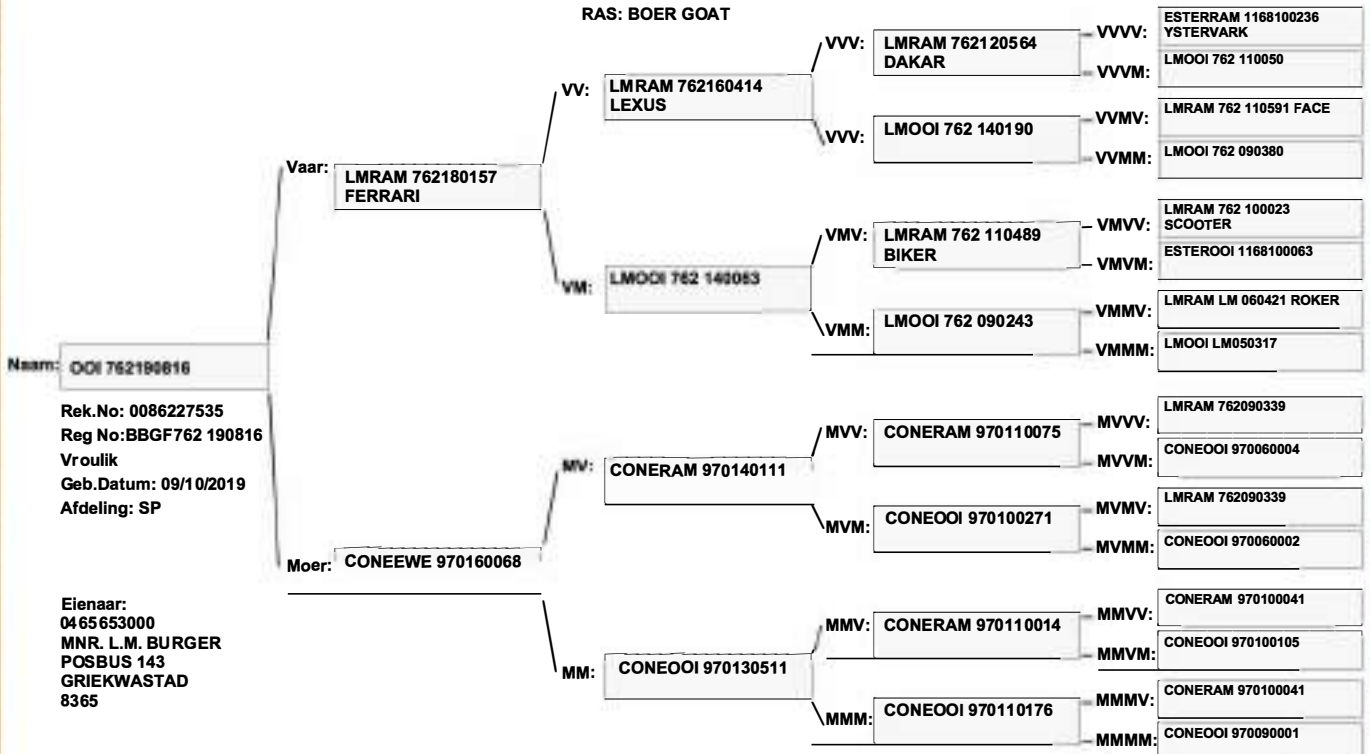 RAS: BOER GOAT
Naam: OOI 762190816
Rek.No: 0086227535
Reg No:BBGF762 190816
Vroulik
Geb.Datum: 09/10/2019
Afdeling: SP
Eienaar:
0465653000
MNR. L.M. BURGER
POSBUS 143
GRIEKWASTAD
8365
Vaar: LMRAM 762180157
FERRARI
Moer: CONEEWE 970160068
VV: LMRAM 762160414
LEXUS
VM: LMOOI 762 140063
MV: CONERAM 970140111
MM: CONEOOI 970130511
VVV: LMRAM 762120564
DAKAR
VVV: LMOOI 762 140190
VMV: LMRAM 762 110489
BIKER
VMM: LMOOI 762 090243
MVV: CONERAM 970110075
MVM: CONEOOI 970100271
MMV: CONERAM 970110014
MMM: CONEOOI 970110176
VVVV: ESTERRAM 1168100236
YSTERVARK
VVVM: LMOOI 762 110050
VVMV: LMRAM 762 110591 FACE
VVMM: LMOOI 762 090380
VMVV: LMRAM 762 100023
SCOOTER
VMVM: ESTEROOI 1168100063
VMMV: LMRAM LM 060421 ROKER
VMMM: LMOOI LM050317
MVVV: LMRAM 762090339
MVVM: CONEOOI 970060004
MVMV: LMRAM 762090339
MVMM: CONEOOI 970060002
MMVV: CONERAM 970100041
MMVM: CONEOOI 970100105
MMMV: CONERAM 970100041
MMMM: CONEOOI 970090001